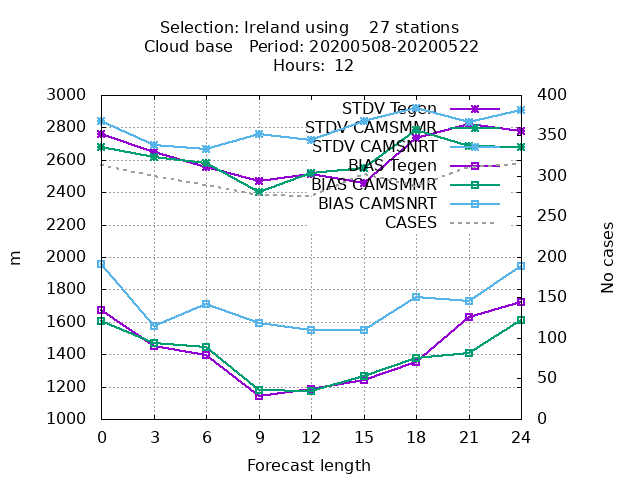 Selection: Ireland using 27 stations
Cloud base Period: 20200508-20200522
Hours: 12
3000
2800
2600
2400
2200
2000
1800
1600
1400
1200
1000
m
400
350
300
250
200
150
100
50
0
No cases
STDV Tegen
STDV CAMSMMR
STDV CAMSNRT
BIAS Tegen
BIAS CAMSMMR
BIAS CAMSNRT
CASES
0 3 6 9 12 15 18 21 24
Forecast length